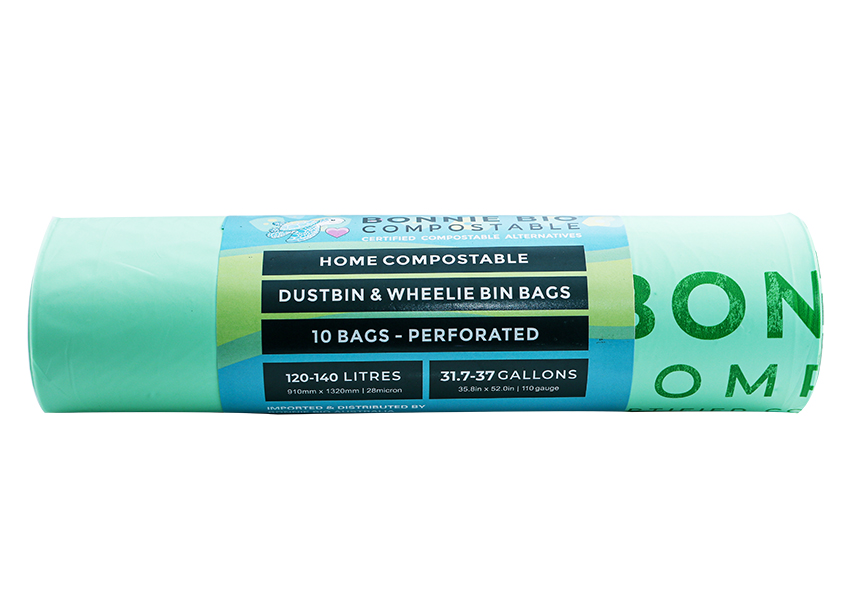 BONNIE BIO
COMPOSTABLE
CERTIFIED COMPOSTABLE ALTERNATIVES
HOME COMPOSTABLE
DUSTBIN & WHEELIE BIN BAGS
10 BAGS - PERFORATED
120-140 LITRES
910mm x 1320mm | 28micron
31.7-37 GALLONS
35.8in x 52.0in | 110 gauge
IMPORTED & DISTRIBUTED BY
BON
OMP